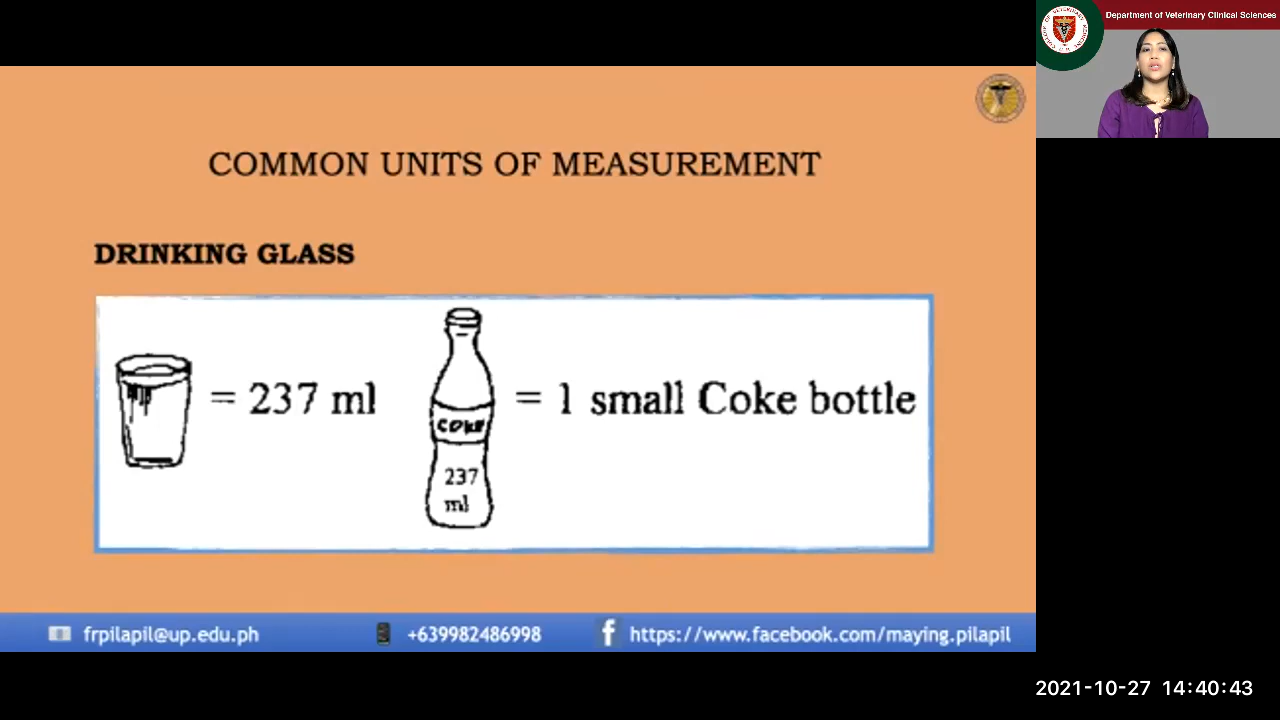 Department of Veterinary Clinical Sciences
COMMON UNITS OF MEASUREMENT
DRINKING GLASS
= 237 ml
COKE
237
ml
= 1 small Coke bottle
frpilapil@up.edu.ph
+639982486998
https://www.facebook.com/maying.pilapil
2021-10-27 14:40:43